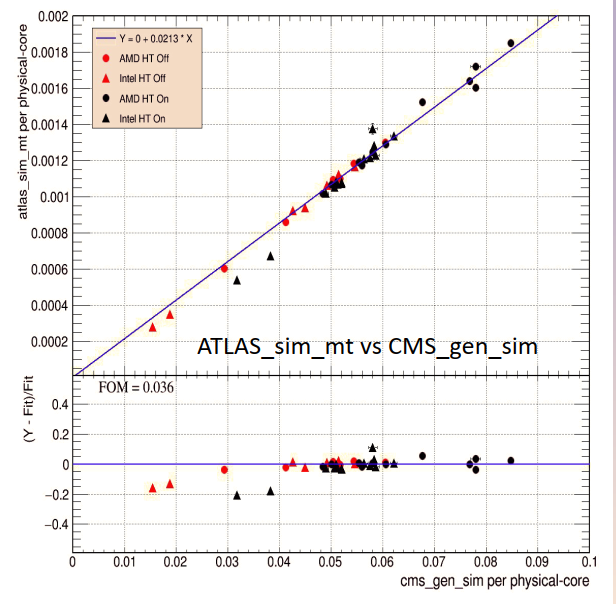 atlas_sim_mt per physical-core
0.002
0.0018
0.0016
0.0014
0.0012
0.001
0.0008
0.0006
0.0004
0.0002
Y = 0 + 0.0213 * X
AMD HT Off
Intel HT Off
AMD HT On
Intel HT On
ATLAS_sim_mt vs CMS_gen_sim
(Y - Fit)/Fit
FOM = 0.036
0.4
0.2
0
−0.2
−0.4
0 0.01 0.02 0.03 0.04 0.05 0.06 0.07 0.08 0.09 0.1
cms_gen_sim per physical-core